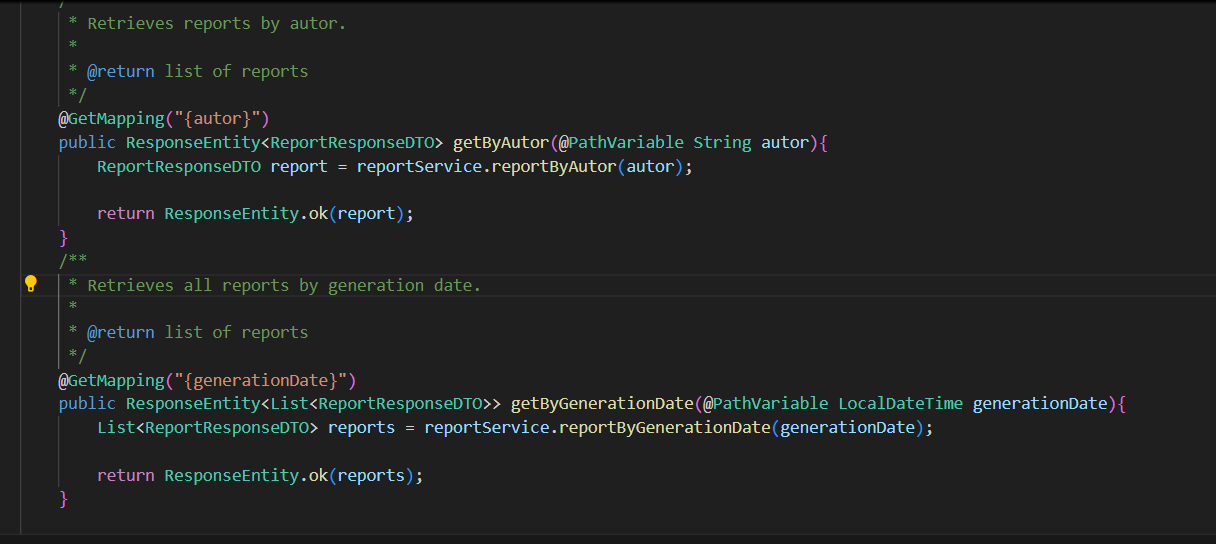 /
* Retrieves reports by autor.
*
* @return list of reports
*/
@GetMapping("{autor}")
public ResponseEntity<ReportResponseDTO> getByAutor(@PathVariable String autor){
ReportResponseDTO report = reportService.reportByAutor(autor);
return ResponseEntity.ok(report);
}
/**
* Retrieves all reports by generation date.
*
* @return list of reports
*/
@GetMapping("{generationDate}")
public ResponseEntity<List<ReportResponseDTO>> getByGenerationDate(@PathVariable LocalDateTime generationDate){
List<ReportResponseDTO> reports = reportService.reportByGenerationDate(generationDate);
return ResponseEntity.ok(reports);
}